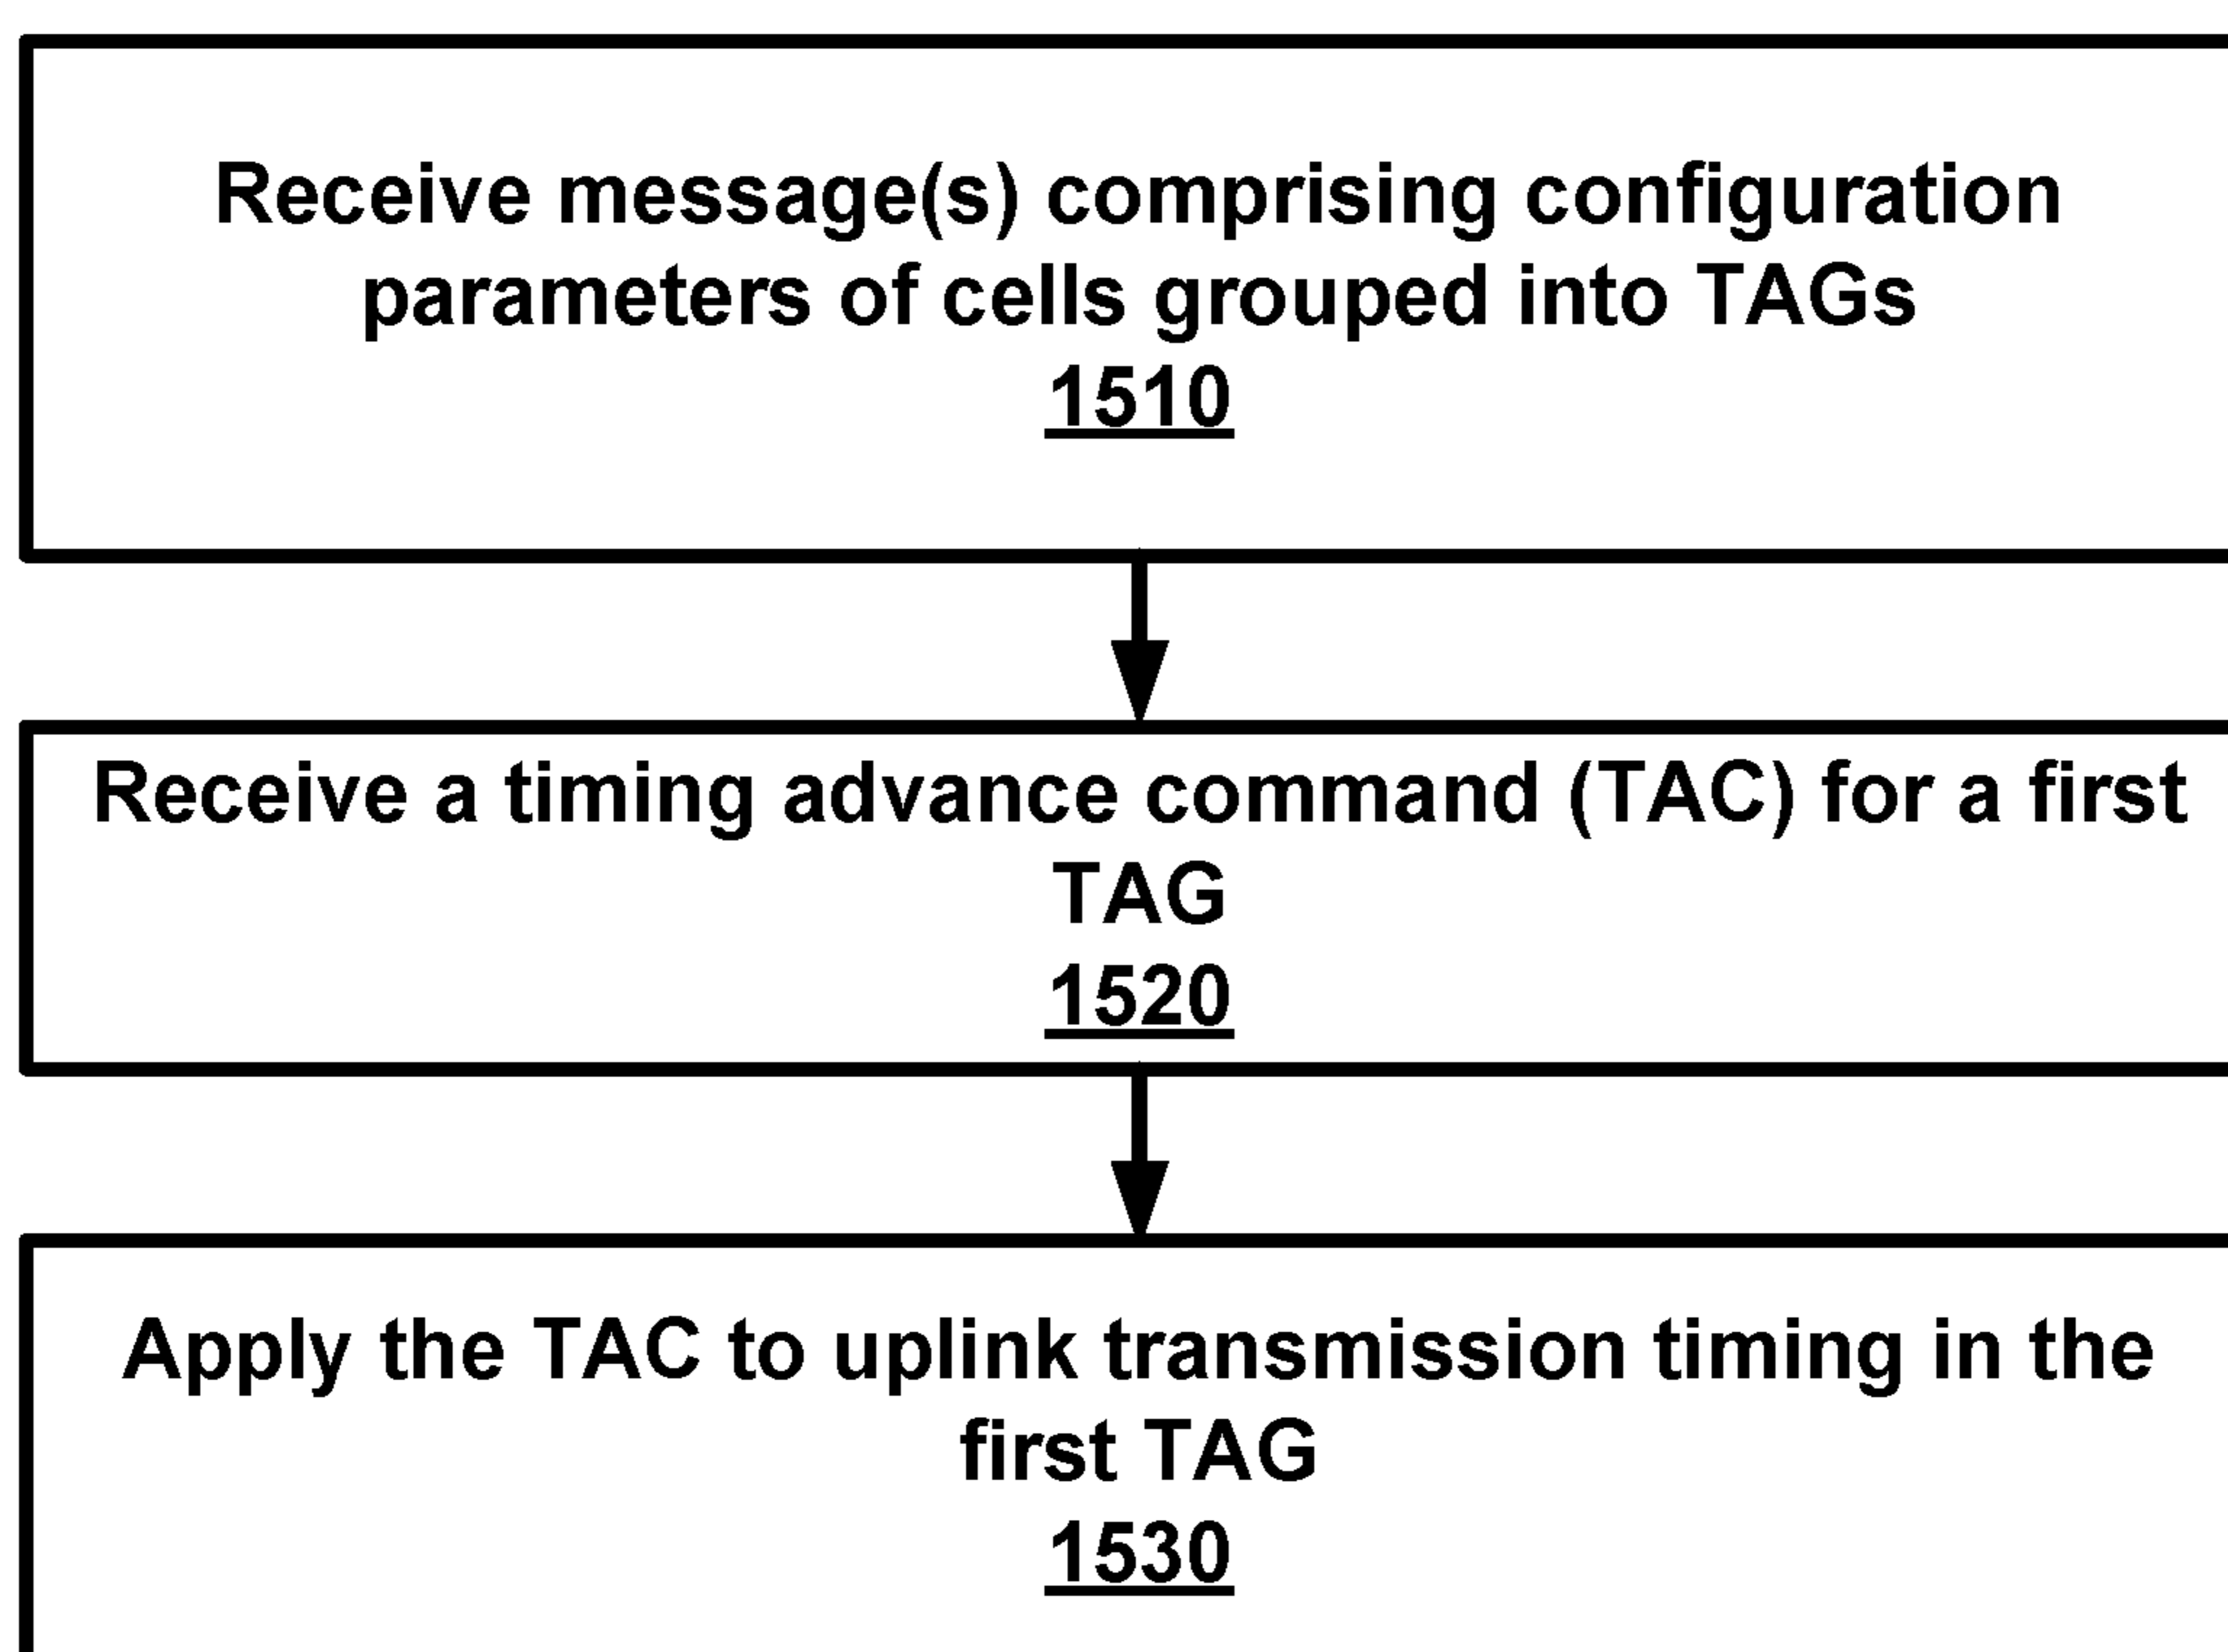 Receive message(s) comprising configuration
parameters of cells grouped into TAGs
1510
Receive a timing advance command (TAC) for a first
TAG
1520
Apply the TAC to uplink transmission timing in the
first TAG
1530